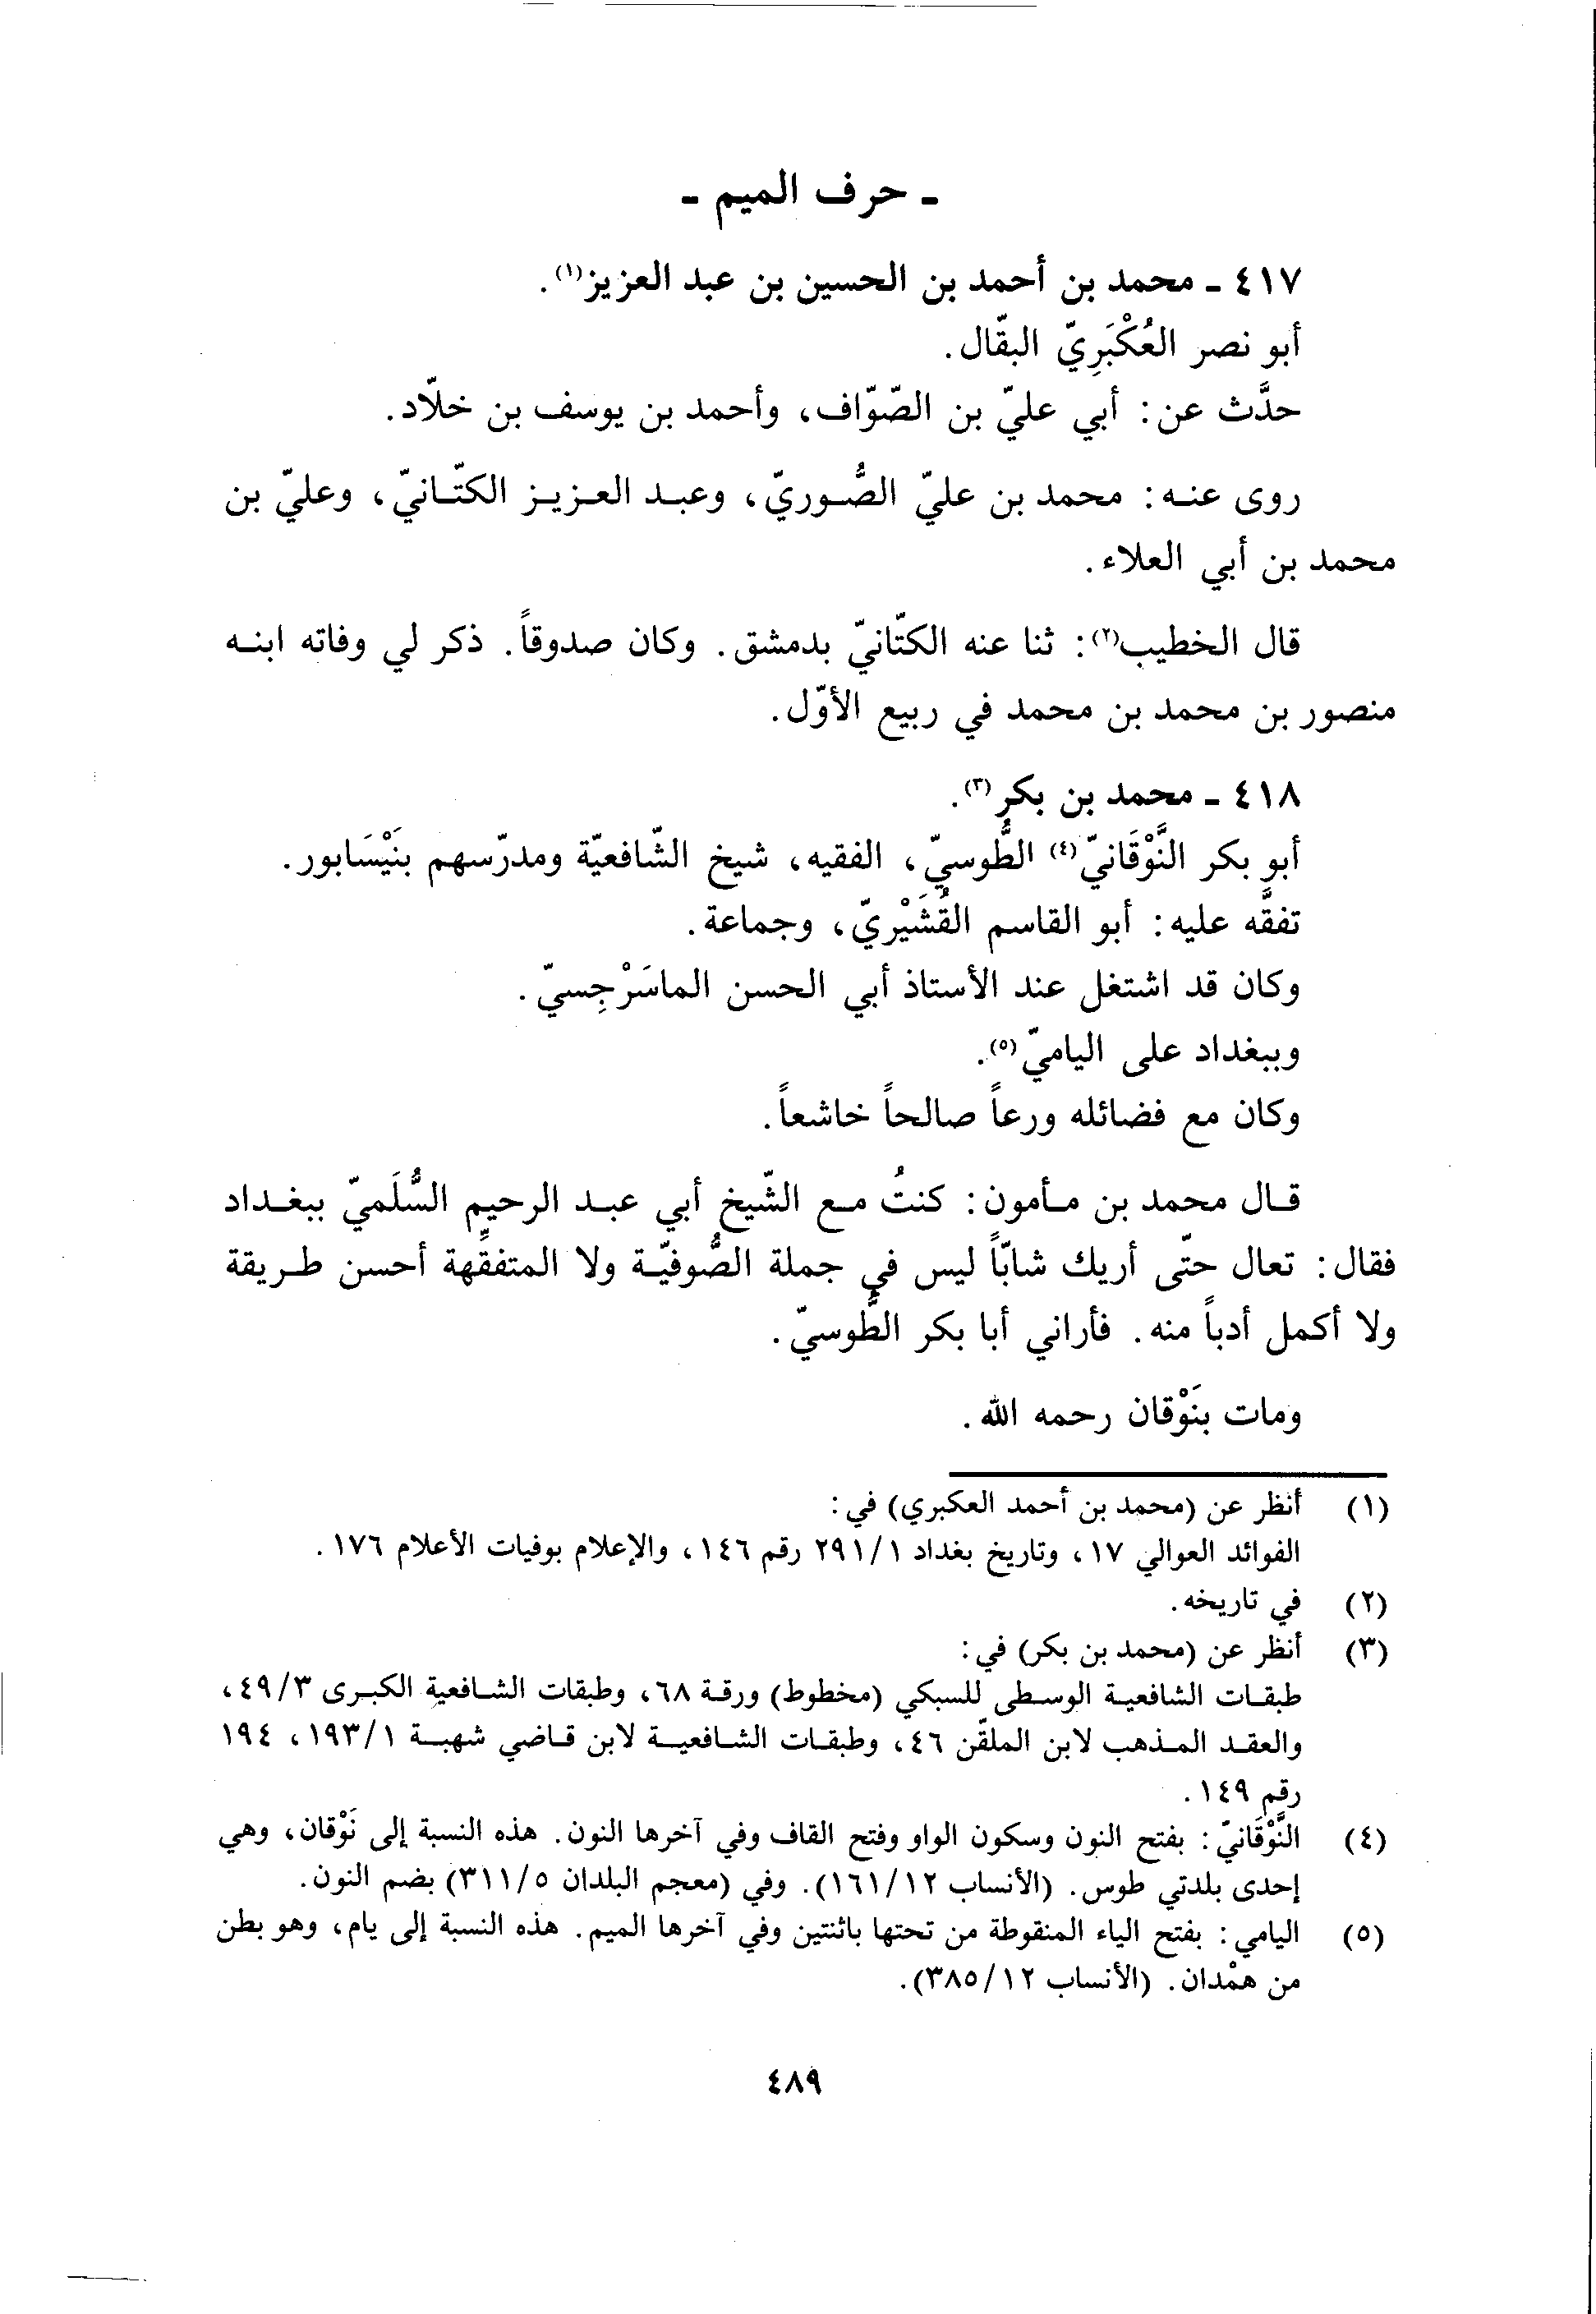 - حرف الميم -
٤١٧ - محمد بن أحمد بن الحسين بن عبد العزيز(١).
أبو نصر العُكْبَرِيّ البقّال.
حدَّث عن: أبي عليّ بن الصّوّاف، وأحمد بن يوسف بن خلّاد.
روى عنه: محمد بن عليّ الصُّوريّ، وعبد العزيز الكتّانيّ، وعليّ بن
محمد بن أبي العلاء.
قال الخطيب(٢): ثنا عنه الكتّانيّ بدمشق. وكان صدوقاً. ذكر لي وفاته ابنه
منصور بن محمد بن محمد في ربيع الأوّل.
٤١٨ - محمد بن بكر(٣).
أبو بكر النَّوْقَانيّ(٤) الطُّوسيّ، الفقيه، شيخ الشّافعيّة ومدرّسهم بنَيْسَابور.
تفقَّه عليه: أبو القاسم القُشَيْريّ، وجماعة.
وكان قد اشتغل عند الأستاذ أبي الحسن الماسَرْجِسيّ.
وببغداد على الياميّ(٥).
وكان مع فضائله ورعاً صالحاً خاشعاً.
قال محمد بن مأمون: كنتُ مع الشّيخ أبي عبد الرحيم السُّلَميّ ببغداد
فقال: تعال حتّى أريك شابّاً ليس في جملة الصُّوفيّة ولا المتفقِّهة أحسن طريقة
ولا أكمل أدباً منه. فأراني أبا بكر الطُّوسيّ.
ومات بنَوْقان رحمه الله.
(١) أنظر عن (محمد بن أحمد العكبري) في:
الفوائد العوالي ١٧، وتاريخ بغداد ٢٩١/١ رقم ١٤٦، والإعلام بوفيات الأعلام ١٧٦.
(٢) في تاريخه.
(٣) أنظر عن (محمد بن بكر) في:
طبقات الشافعية الوسطى للسبكي (مخطوط) ورقة ٦٨، وطبقات الشافعية الكبرى ٤٩/٣،
والعقد المذهب لابن الملقّن ٤٦، وطبقات الشافعية لابن قاضي شهبة ١٩٣/١، ١٩٤
رقم ١٤٩.
(٤) النَّوْقَانيّ: بفتح النون وسكون الواو وفتح القاف وفي آخرها النون. هذه النسبة إلى نَوْقان، وهي
إحدى بلدتي طوس. (الأنساب ١٦١/١٢). وفي (معجم البلدان ٣١١/٥) بضم النون.
(٥) اليامي: بفتح الياء المنقوطة من تحتها باثنتين وفي آخرها الميم. هذه النسبة إلى يام، وهو بطن
من همْدان. (الأنساب ٣٨٥/١٢).
٤٨٩